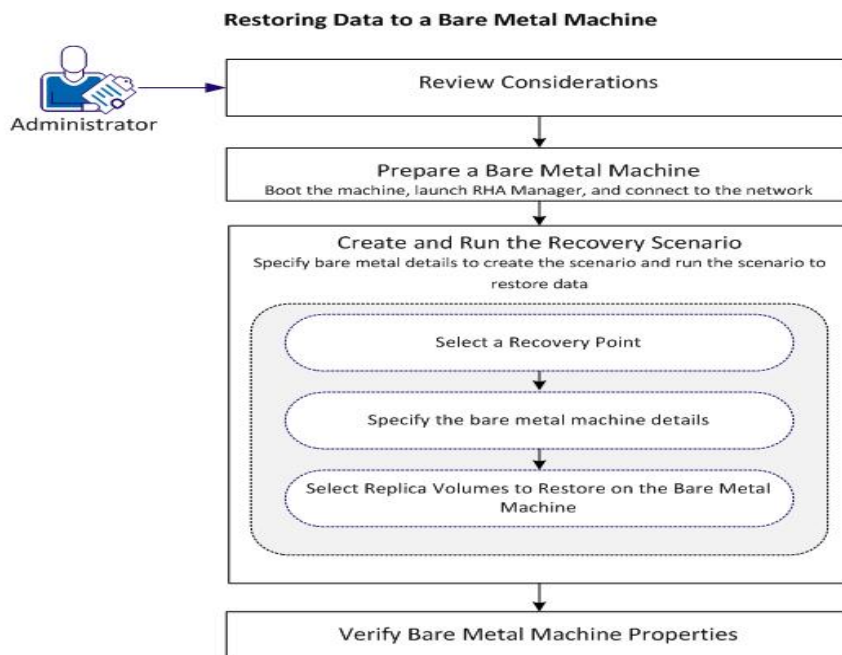 Restoring Data to a Bare Metal Machine
Administrator
Review Considerations
Prepare a Bare Metal Machine
Boot the machine, launch RHA Manager, and connect to the network
Create and Run the Recovery Scenario
Specify bare metal details to create the scenario and run the scenario to
restore data
Select a Recovery Point
Specify the bare metal machine details
Select Replica Volumes to Restore on the Bare Metal
Machine
Verify Bare Metal Machine Properties